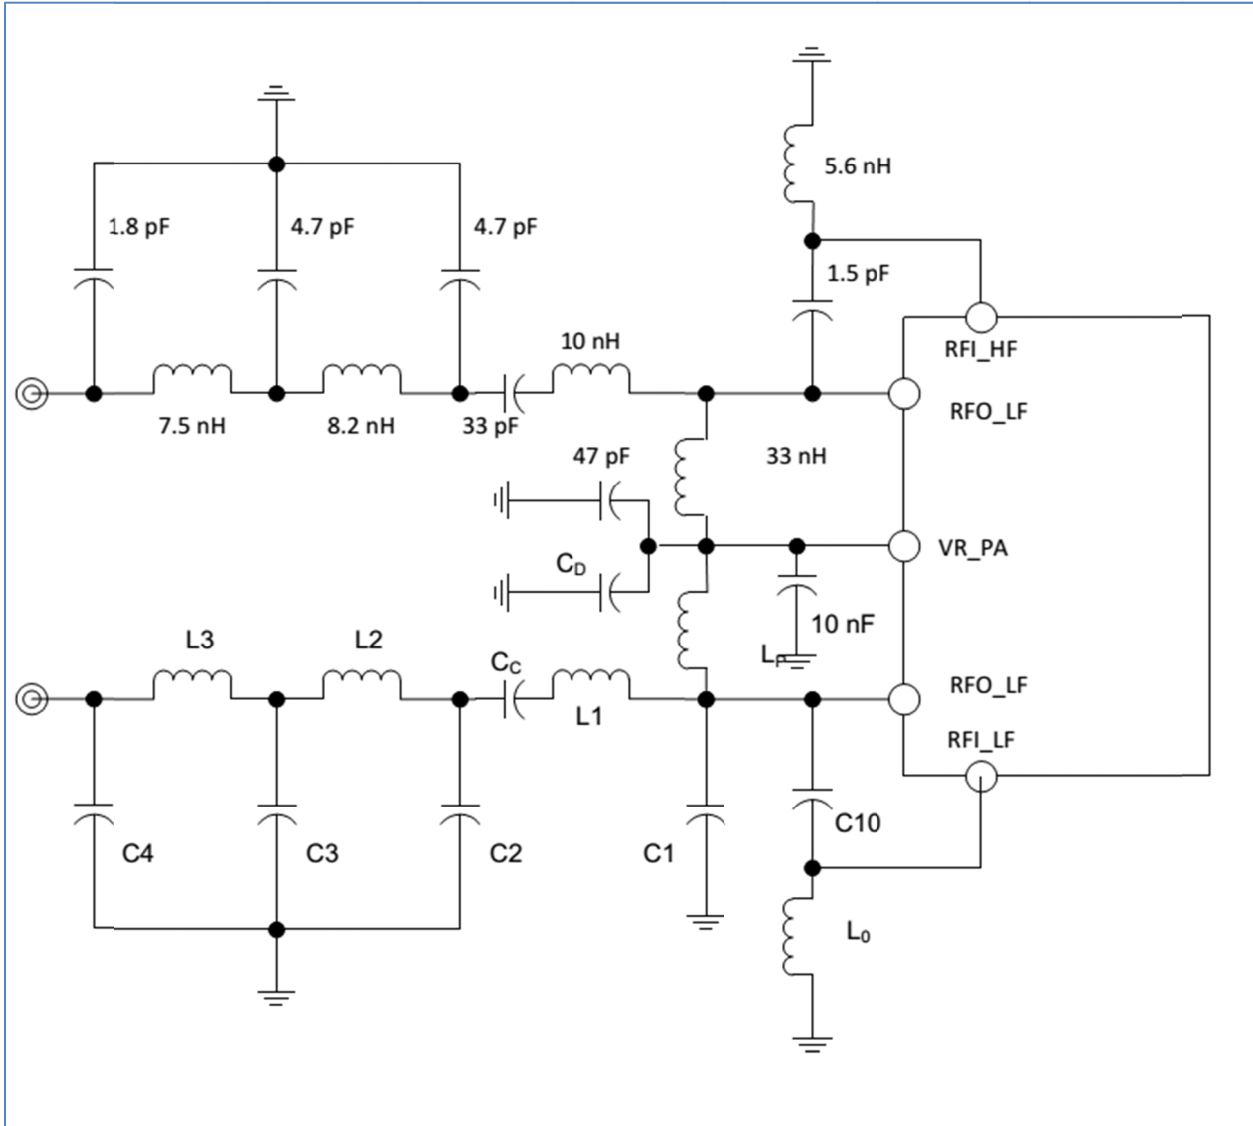 5.6 nH
1.8 pF
4.7 pF
4.7 pF
1.5 pF
10 nH
RFI_HF
RFO_LF
7.5 nH
8.2 nH
33 pF
47 pF
33 nH
VR_PA
CD
10 nF
L3
L2
CC
LP
L1
RFO_LF
RFI_LF
C10
C4
C3
C2
C1
L0